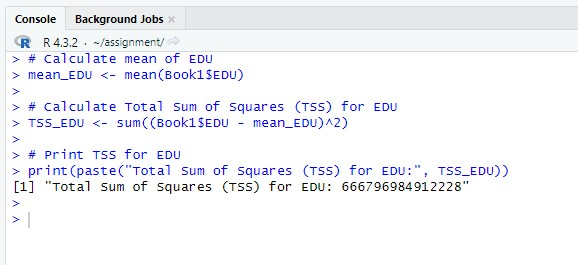 Console Background Jobs ×
R R 4.3.2 · ~/assignment/
> # Calculate mean of EDU
> mean_EDU <- mean(Book1$EDU)
>
> # Calculate Total Sum of Squares (TSS) for EDU
> TSS_EDU <- sum((Book1$EDU - mean_EDU)^2)
>
> # Print TSS for EDU
> print(paste("Total Sum of Squares (TSS) for EDU:", TSS_EDU))
[1] "Total Sum of Squares (TSS) for EDU: 666796984912228"
>
>